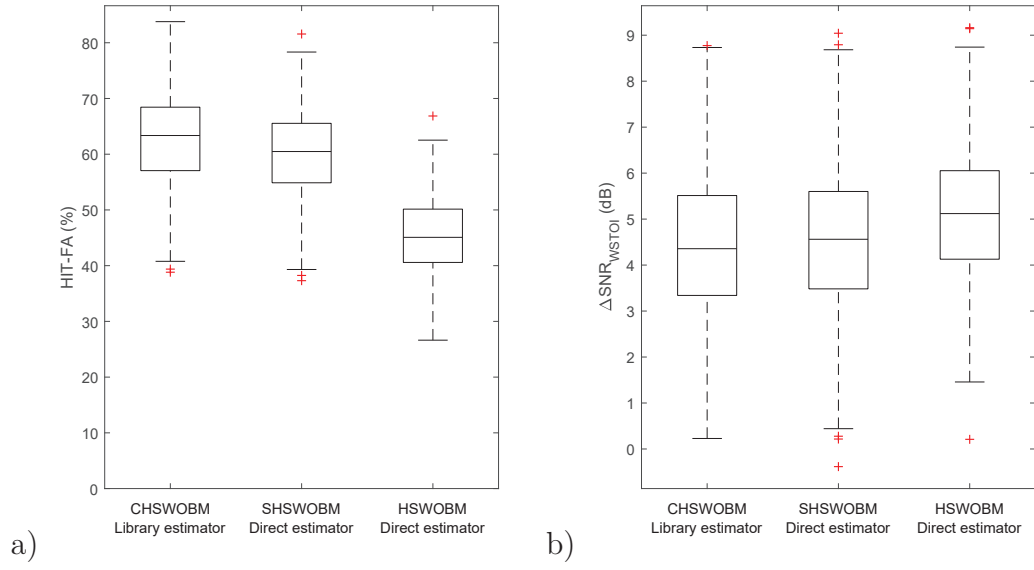 80
70
60
50
40
30
20
10
0
HIT-FA (%)
CHSWOBM
Library estimator
SHSWOBM
Direct estimator
HSWOBM
Direct estimator
a)
9
8
7
6
5
4
3
2
1
0
ΔSNR_WSTOI (dB)
CHSWOBM
Library estimator
SHSWOBM
Direct estimator
HSWOBM
Direct estimator
b)